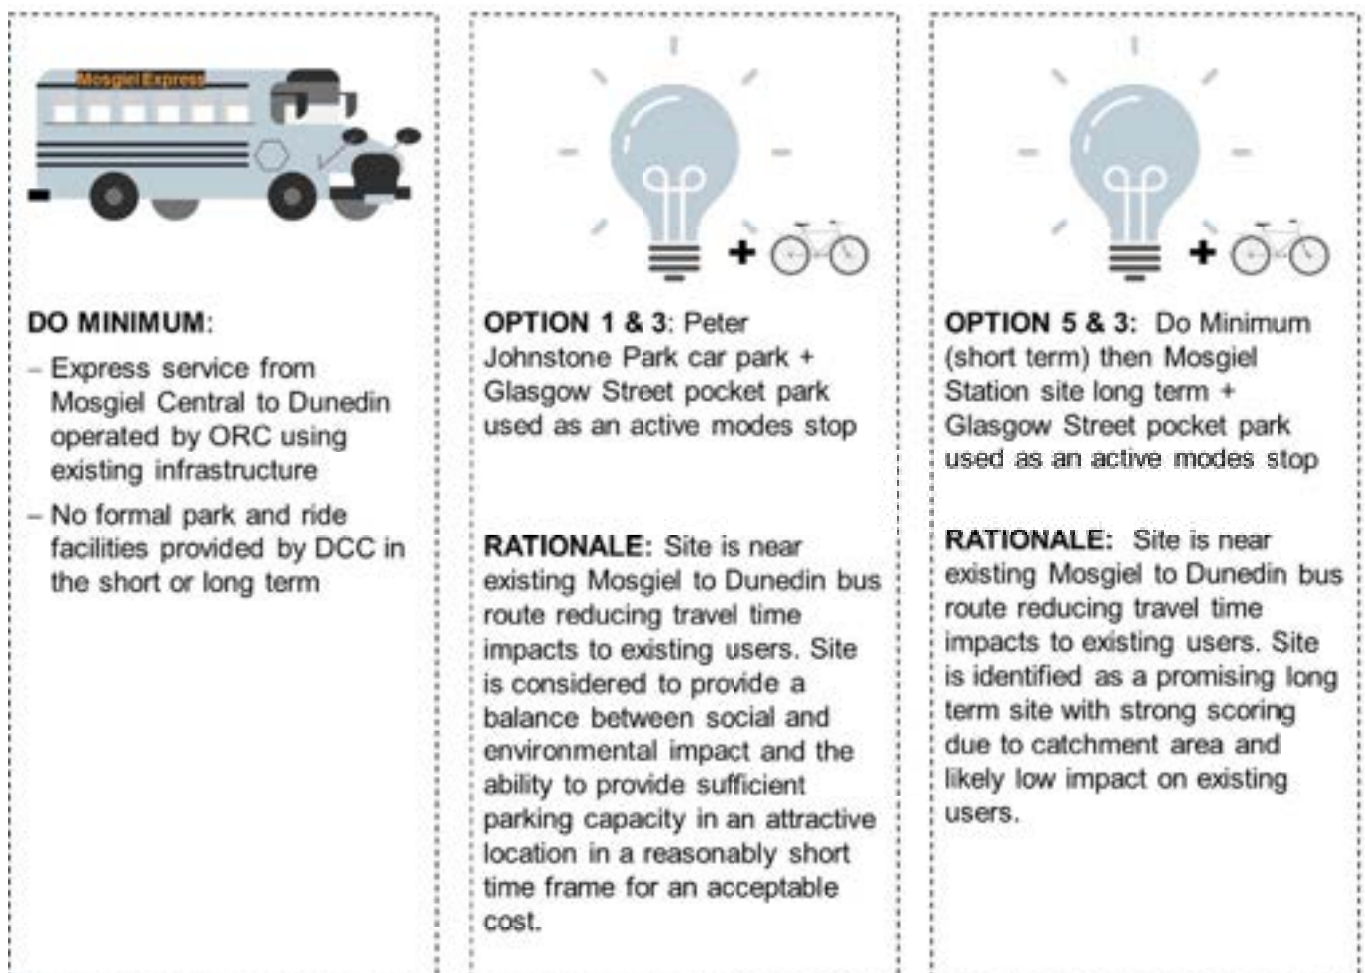 Mosgiel Express
DO MINIMUM:
– Express service from
Mosgiel Central to Dunedin
operated by ORC using
existing infrastructure
– No formal park and ride
facilities provided by DCC in
the short or long term
OPTION 1 & 3: Peter
Johnstone Park car park +
Glasgow Street pocket park
used as an active modes stop
RATIONALE: Site is near
existing Mosgiel to Dunedin bus
route reducing travel time
impacts to existing users. Site
is considered to provide a
balance between social and
environmental impact and the
ability to provide sufficient
parking capacity in an attractive
location in a reasonably short
time frame for an acceptable
cost.
OPTION 5 & 3: Do Minimum
(short term) then Mosgiel
Station site long term +
Glasgow Street pocket park
used as an active modes stop
RATIONALE: Site is near
existing Mosgiel to Dunedin bus
route reducing travel time
impacts to existing users. Site
is identified as a promising long
term site with strong scoring
due to catchment area and
likely low impact on existing
users.